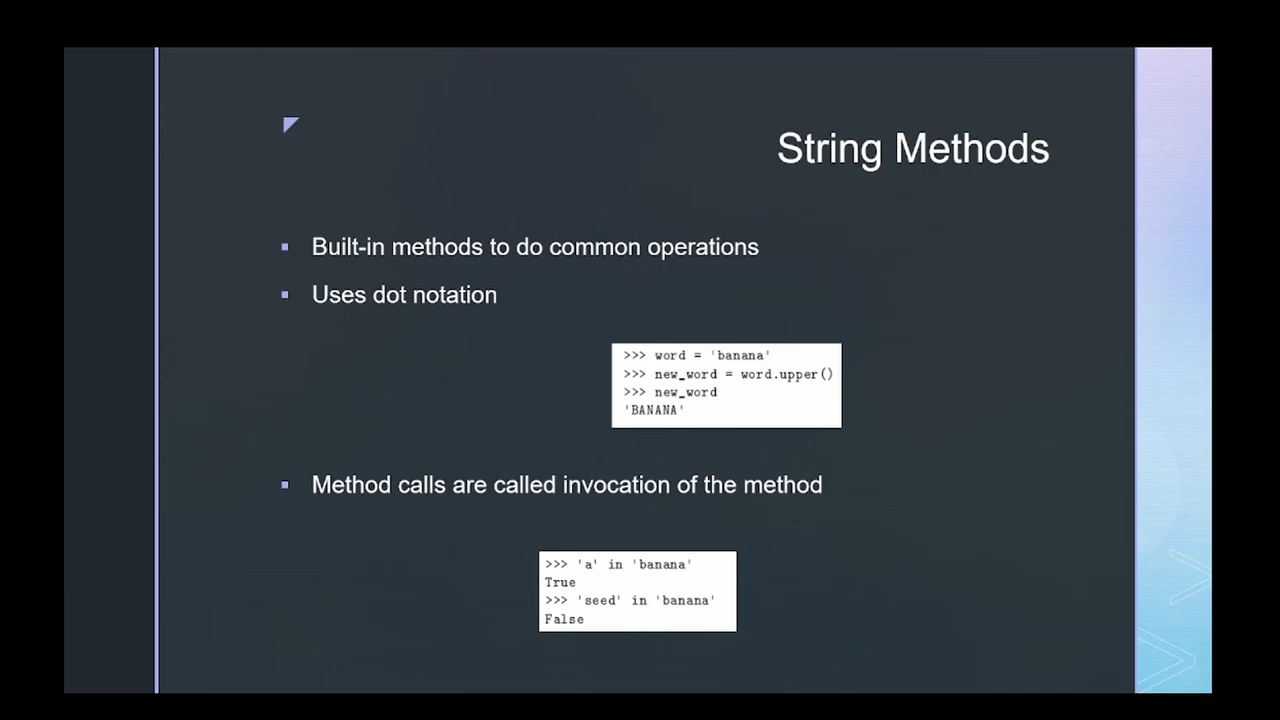 String Methods
Built-in methods to do common operations
Uses dot notation
>>> word = 'banana'
>>> new_word = word.upper()
>>> new_word
'BANANA'
Method calls are called invocation of the method
>>> 'a' in 'banana'
True
>>> 'seed' in 'banana'
False